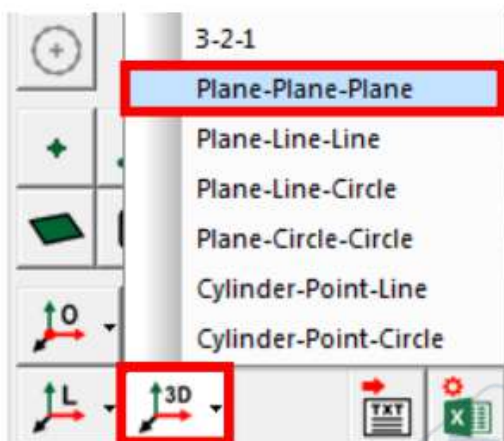 3-2-1
Plane-Plane-Plane
Plane-Line-Line
Plane-Line-Circle
Plane-Circle-Circle
Cylinder-Point-Line
Cylinder-Point-Circle
O
L
3D
TXT
X